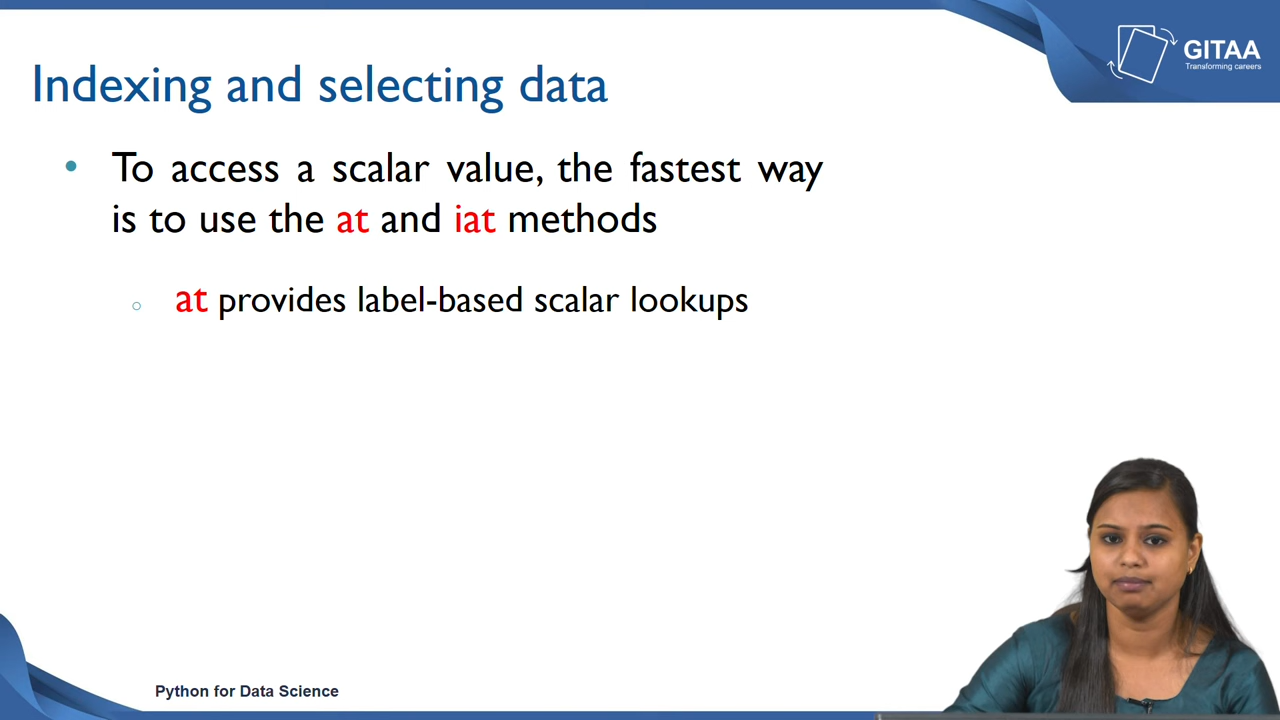 GITAA
Transforming careers
Indexing and selecting data
• To access a scalar value, the fastest way
is to use the at and iat methods
○ at provides label-based scalar lookups
Python for Data Science